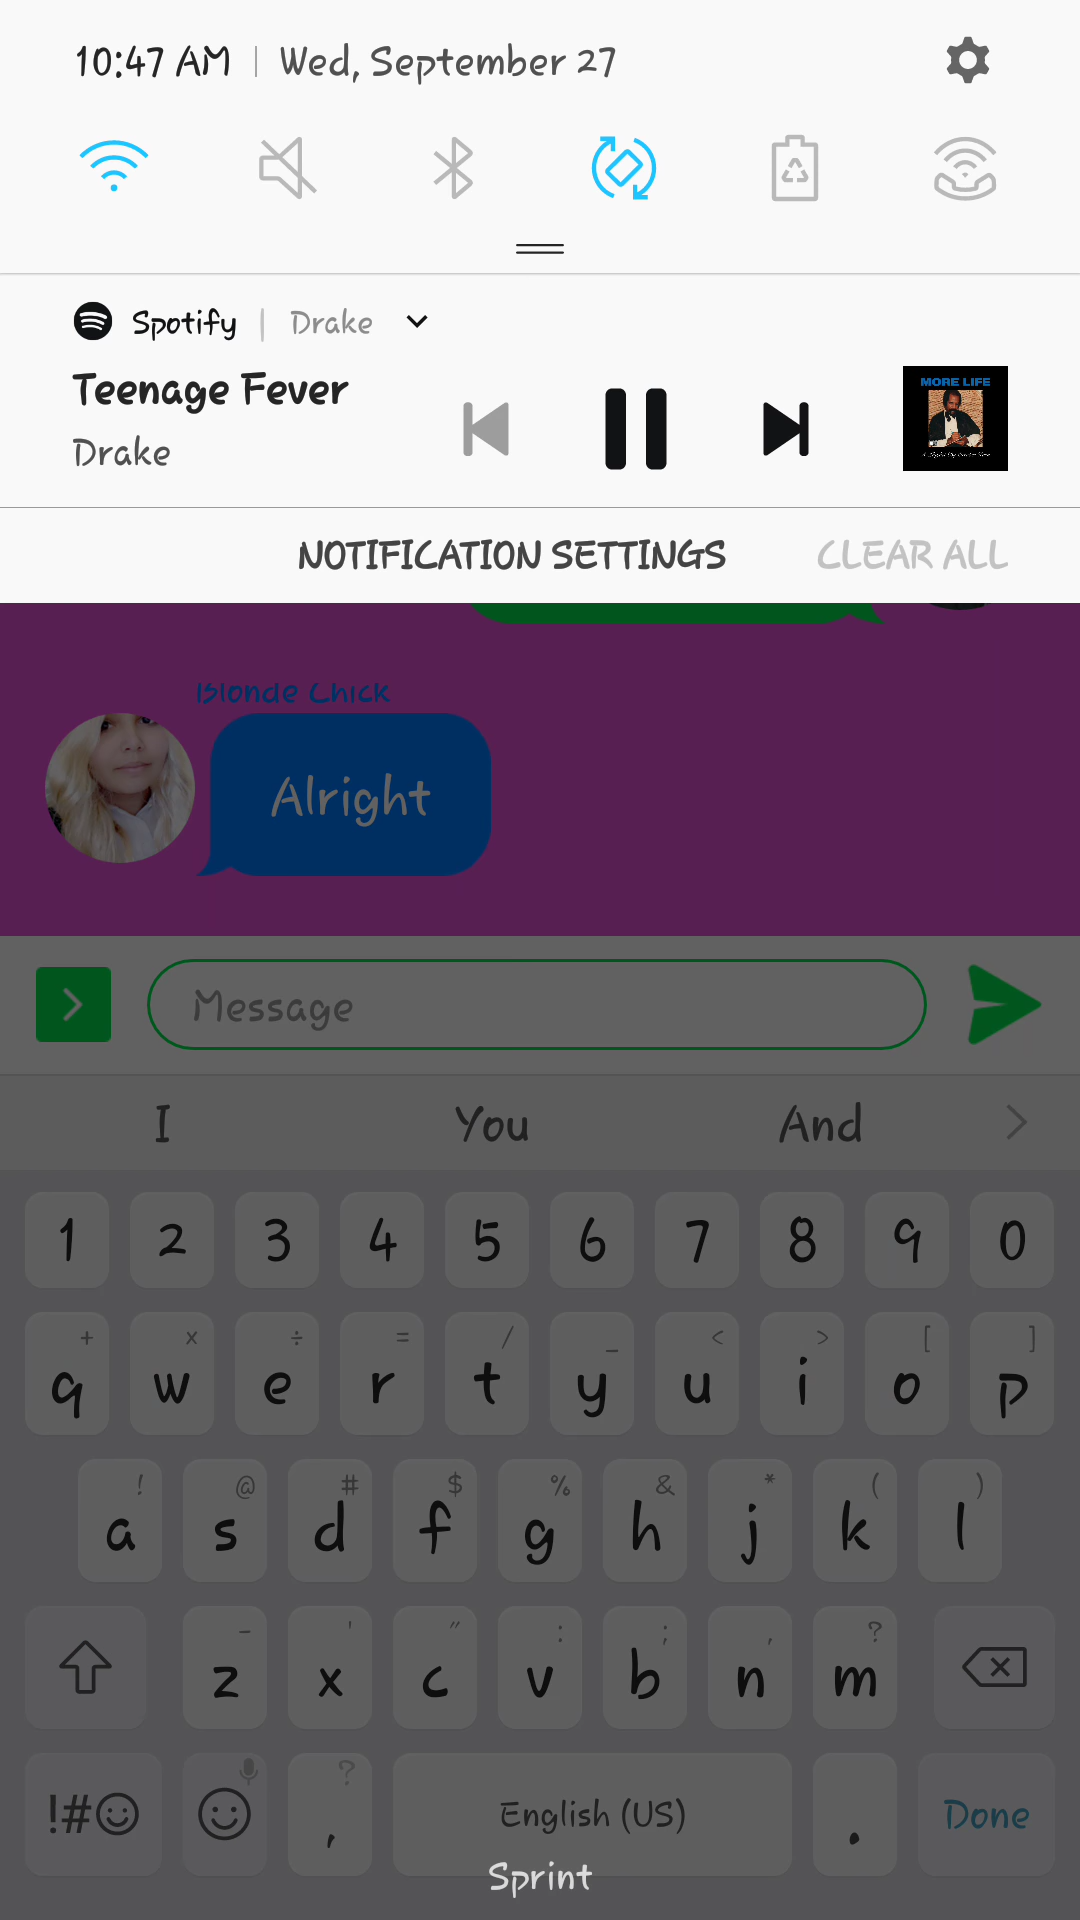 10:47 AM | Wed, September 27
Spotify | Drake
Teenage Fever
Drake
MORE LIFE
NOTIFICATION SETTINGS CLEAR ALL
Blonde Chick
Alright
Message
I You And
1 2 3 4 5 6 7 8 9 0
+ × ÷ = / _ < > [ ]
q w e r t y u i o p
! @ # $ % & * ( )
a s d f g h j k l
- ' " : ; , ?
z x c v b n m
?
!# , English (US) . Done
Sprint